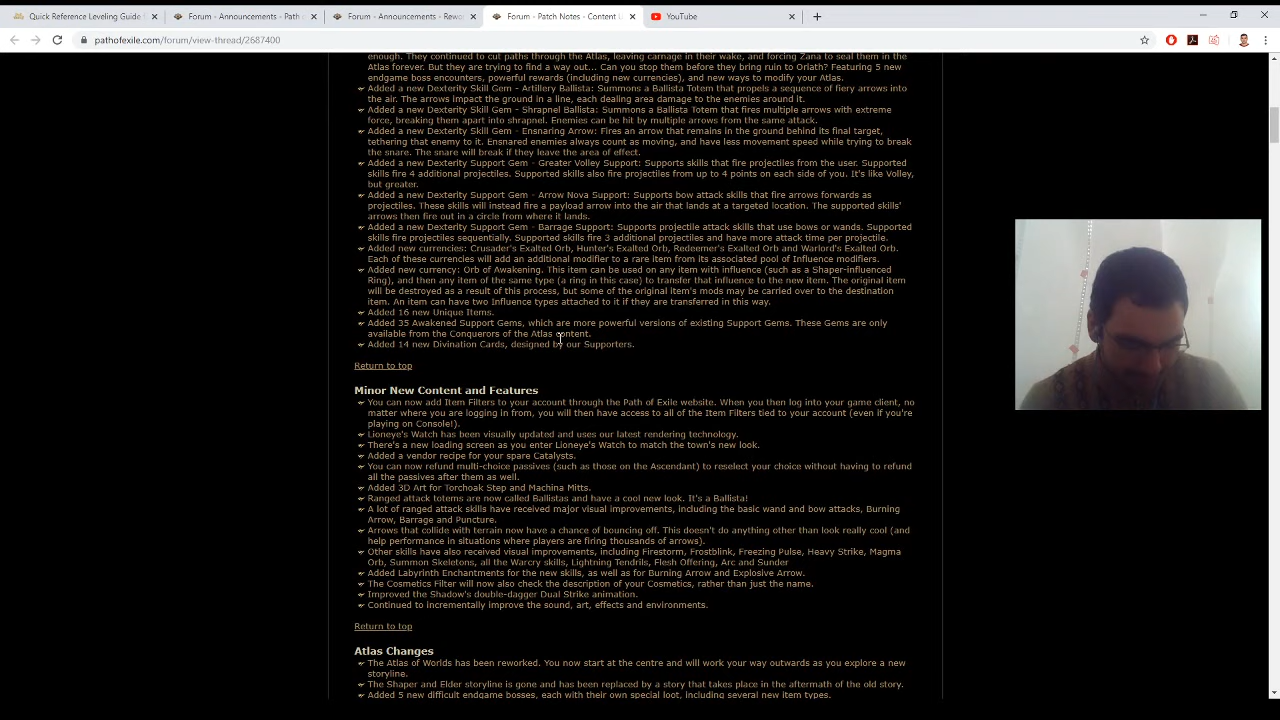 Quick Reference Leveling Guide
Forum - Announcements - Path
Forum - Announcements - Rewo
Forum - Patch Notes - Content
YouTube
pathofexile.com/forum/view-thread/2687400
enough. They continued to cut paths through the Atlas, leaving carnage in their wake, and forcing Zana to seal them in the
Atlas forever. But they are trying to find a way out... Can you stop them before they bring ruin to Oriath? Featuring 5 new
endgame boss encounters, powerful rewards (including new currencies), and new ways to modify your Atlas.
Added a new Dexterity Skill Gem - Artillery Ballista: Summons a Ballista Totem that propels a sequence of fiery arrows into
the air. The arrows impact the ground in a line, each dealing area damage to the enemies around it.
Added a new Dexterity Skill Gem - Shrapnel Ballista: Summons a Ballista Totem that fires multiple arrows with extreme
force, breaking them apart into shrapnel. Enemies can be hit by multiple arrows from the same attack.
Added a new Dexterity Skill Gem - Ensnaring Arrow: Fires an arrow that remains in the ground behind its final target,
tethering that enemy to it. Ensnared enemies always count as moving, and have less movement speed while trying to break
the snare. The snare will break if they leave the area of effect.
Added a new Dexterity Support Gem - Greater Volley Support: Supports skills that fire projectiles from the user. Supported
skills fire 4 additional projectiles. Supported skills also fire projectiles from up to 4 points on each side of you. It's like Volley,
but greater.
Added a new Dexterity Support Gem - Arrow Nova Support: Supports bow attack skills that fire arrows forwards as
projectiles. These skills will instead fire a payload arrow into the air that lands at a targeted location. The supported skills'
arrows then fire out in a circle from where it lands.
Added a new Dexterity Support Gem - Barrage Support: Supports projectile attack skills that use bows or wands. Supported
skills fire projectiles sequentially. Supported skills fire 3 additional projectiles and have more attack time per projectile.
Added new currencies: Crusader's Exalted Orb, Hunter's Exalted Orb, Redeemer's Exalted Orb and Warlord's Exalted Orb.
Each of these currencies will add an additional modifier to a rare item from its associated pool of Influence modifiers.
Added new currency: Orb of Awakening. This item can be used on any item with influence (such as a Shaper-influenced
Ring), and then any item of the same type (a ring in this case) to transfer that influence to the new item. The original item
will be destroyed as a result of this process, but some of the original item's mods may be carried over to the destination
item. An item can have two Influence types attached to it if they are transferred in this way.
Added 16 new Unique Items.
Added 35 Awakened Support Gems, which are more powerful versions of existing Support Gems. These Gems are only
available from the Conquerors of the Atlas content.
Added 14 new Divination Cards, designed by our Supporters.
Return to top
Minor New Content and Features
You can now add Item Filters to your account through the Path of Exile website. When you then log into your game client, no
matter where you are logging in from, you will then have access to all of the Item Filters tied to your account (even if you're
playing on Console!).
Lioneye's Watch has been visually updated and uses our latest rendering technology.
There's a new loading screen as you enter Lioneye's Watch to match the town's new look.
Added a vendor recipe for your spare Catalysts.
You can now refund multi-choice passives (such as those on the Ascendant) to reselect your choice without having to refund
all the passives after them as well.
Added 3D Art for Torchoak Step and Machina Mitts.
Ranged attack totems are now called Ballistas and have a cool new look. It's a Ballista!
A lot of ranged attack skills have received major visual improvements, including the basic wand and bow attacks, Burning
Arrow, Barrage and Puncture.
Arrows that collide with terrain now have a chance of bouncing off. This doesn't do anything other than look really cool (and
help performance in situations where players are firing thousands of arrows).
Other skills have also received visual improvements, including Firestorm, Frostblink, Freezing Pulse, Heavy Strike, Magma
Orb, Summon Skeletons, all the Warcry skills, Lightning Tendrils, Flesh Offering, Arc and Sunder
Added Labyrinth Enchantments for the new skills, as well as for Burning Arrow and Explosive Arrow.
The Cosmetics Filter will now also check the description of your Cosmetics, rather than just the name.
Improved the Shadow's double-dagger Dual Strike animation.
Continued to incrementally improve the sound, art, effects and environments.
Return to top
Atlas Changes
The Atlas of Worlds has been reworked. You now start at the centre and will work your way outwards as you explore a new
storyline.
The Shaper and Elder storyline is gone and has been replaced by a story that takes place in the aftermath of the old story.
Added 5 new difficult endgame bosses, each with their own special loot, including several new item types.